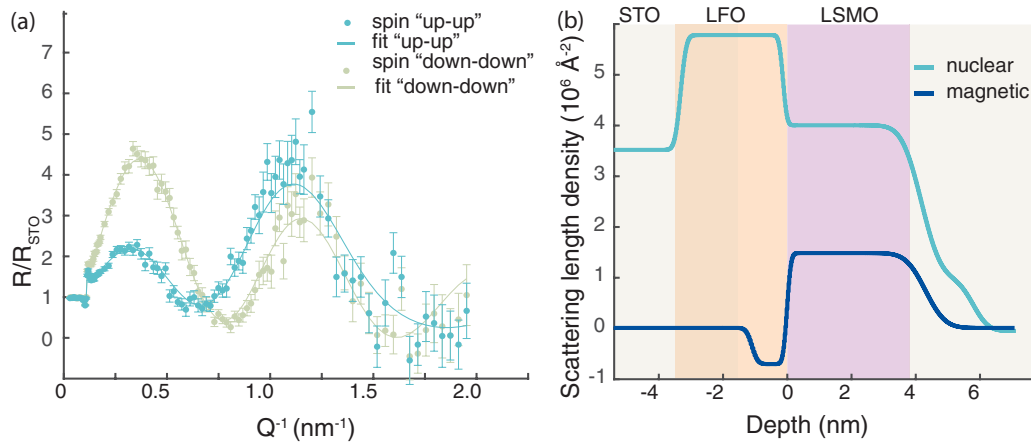 (a)
spin “up-up”
fit “up-up”
spin “down-down”
fit “down-down”
7
6
5
4
3
2
1
0
R/R_STO
0 0.5 1.0 1.5 2.0
Q⁻¹ (nm⁻¹)
(b)
STO LFO LSMO
nuclear
magnetic
5
4
3
2
1
0
-1
Scattering length density (10⁶ Å⁻²)
-4 -2 0 2 4 6
Depth (nm)